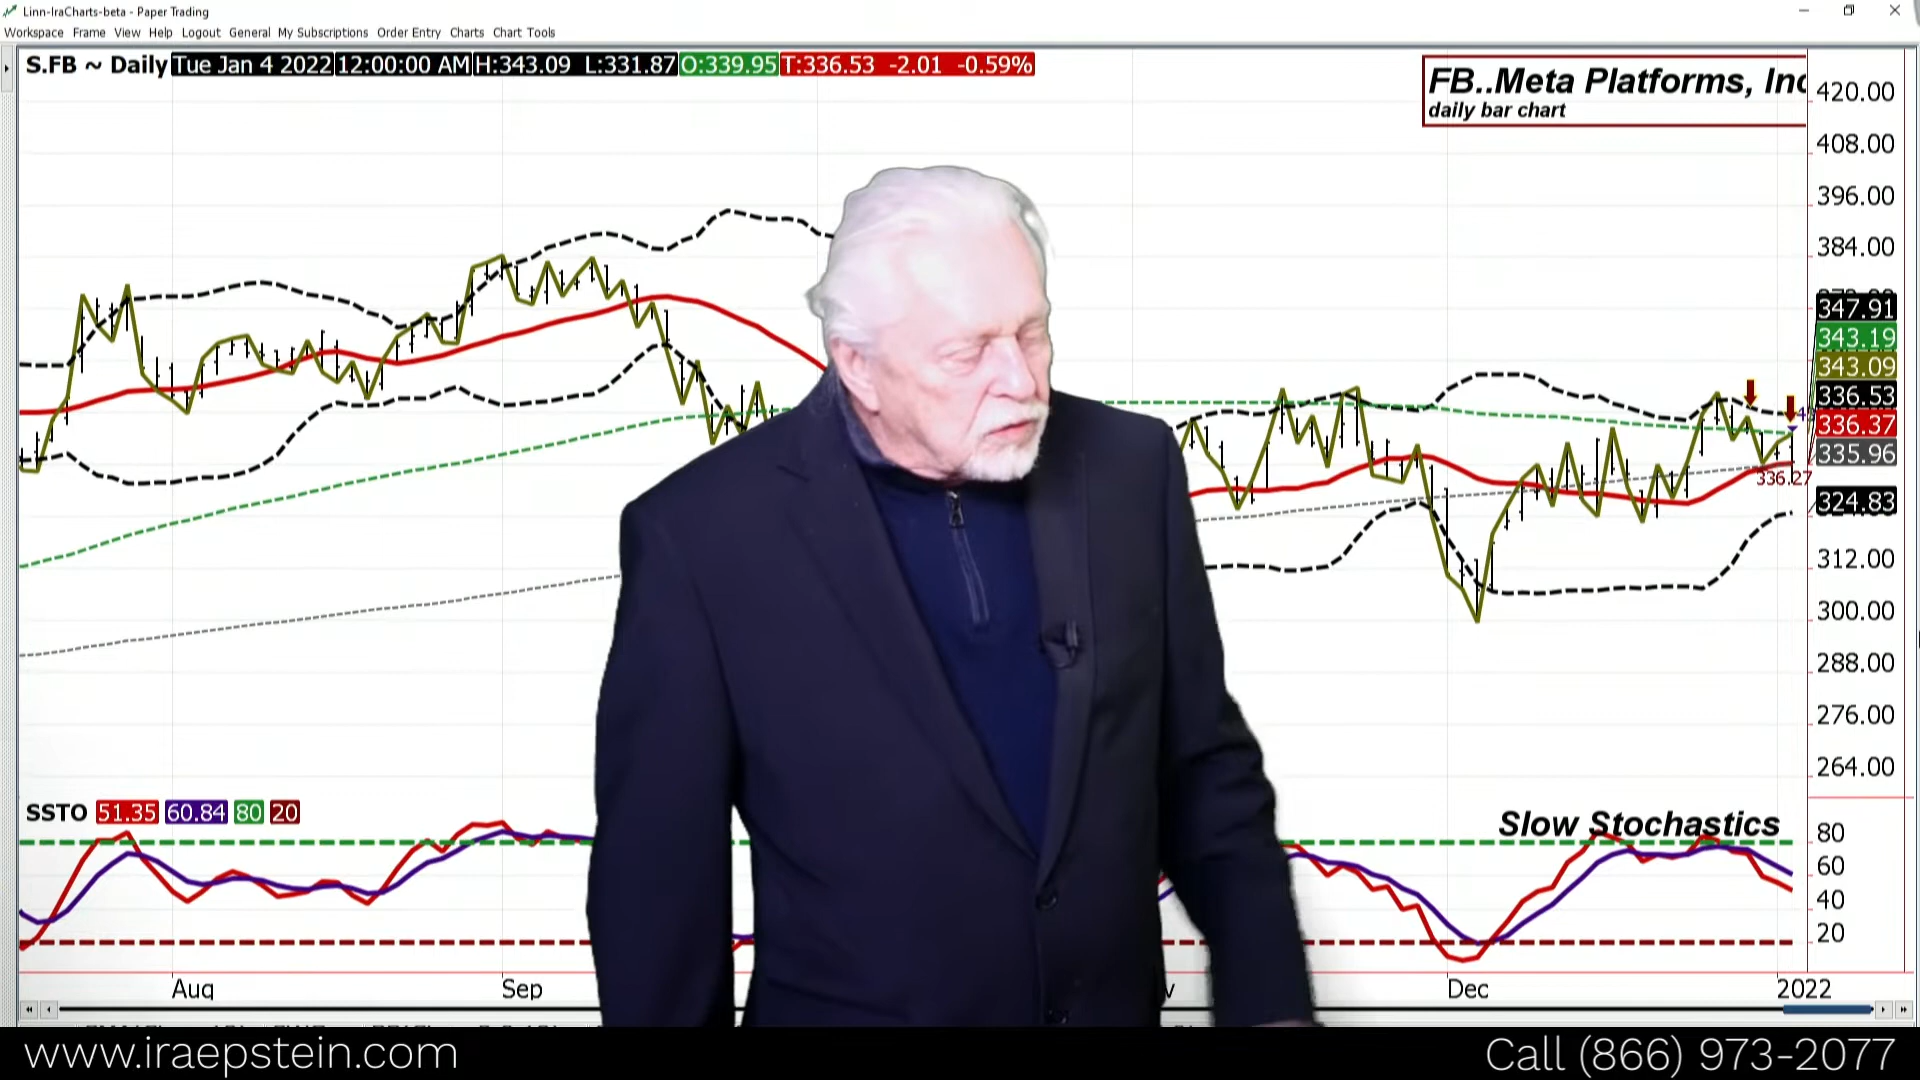 Linn-IraCharts-beta - Paper Trading
Workspace Frame View Help Logout General My Subscriptions Order Entry Charts Chart Tools
S.FB ~ Daily Tue Jan 4 2022 12:00:00 AM H:343.09 L:331.87 O:339.95 T:336.53 -2.01 -0.59%
FB..Meta Platforms, Inc
daily bar chart
420.00
408.00
396.00
384.00
347.91
343.19
343.09
336.53
336.37
335.96
336.27
324.83
312.00
300.00
288.00
276.00
264.00
SSTO 51.35 60.84 80 20
Slow Stochastics
80
60
40
20
Aug Sep Dec 2022
www.iraepstein.com
Call (866) 973-2077